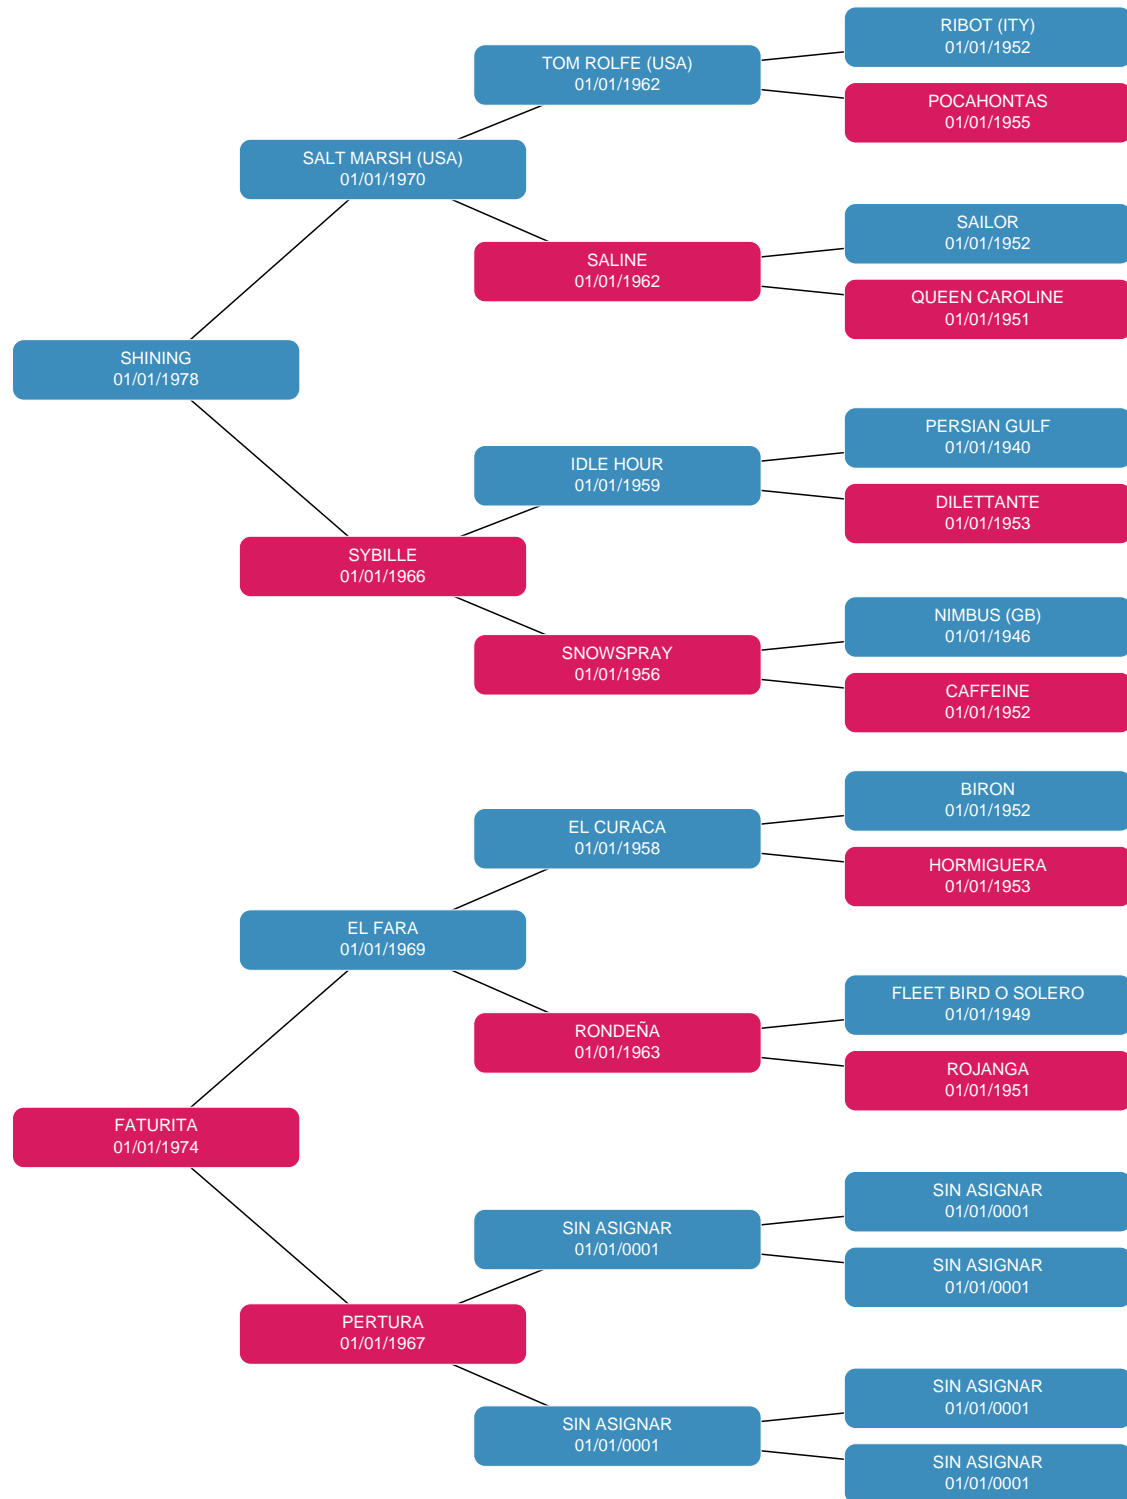 RIBOT (ITY)
01/01/1952
TOM ROLFE (USA)
01/01/1962
POCAHONTAS
01/01/1955
SALT MARSH (USA)
01/01/1970
SAILOR
01/01/1952
SALINE
01/01/1962
QUEEN CAROLINE
01/01/1951
SHINING
01/01/1978
PERSIAN GULF
01/01/1940
IDLE HOUR
01/01/1959
DILETTANTE
01/01/1953
SYBILLE
01/01/1966
NIMBUS (GB)
01/01/1946
SNOWSPRAY
01/01/1956
CAFFEINE
01/01/1952
BIRON
01/01/1952
EL CURACA
01/01/1958
HORMIGUERA
01/01/1953
EL FARA
01/01/1969
FLEET BIRD O SOLERO
01/01/1949
RONDEÑA
01/01/1963
ROJANGA
01/01/1951
FATURITA
01/01/1974
SIN ASIGNAR
01/01/0001
SIN ASIGNAR
01/01/0001
SIN ASIGNAR
01/01/0001
PERTURA
01/01/1967
SIN ASIGNAR
01/01/0001
SIN ASIGNAR
01/01/0001
SIN ASIGNAR
01/01/0001